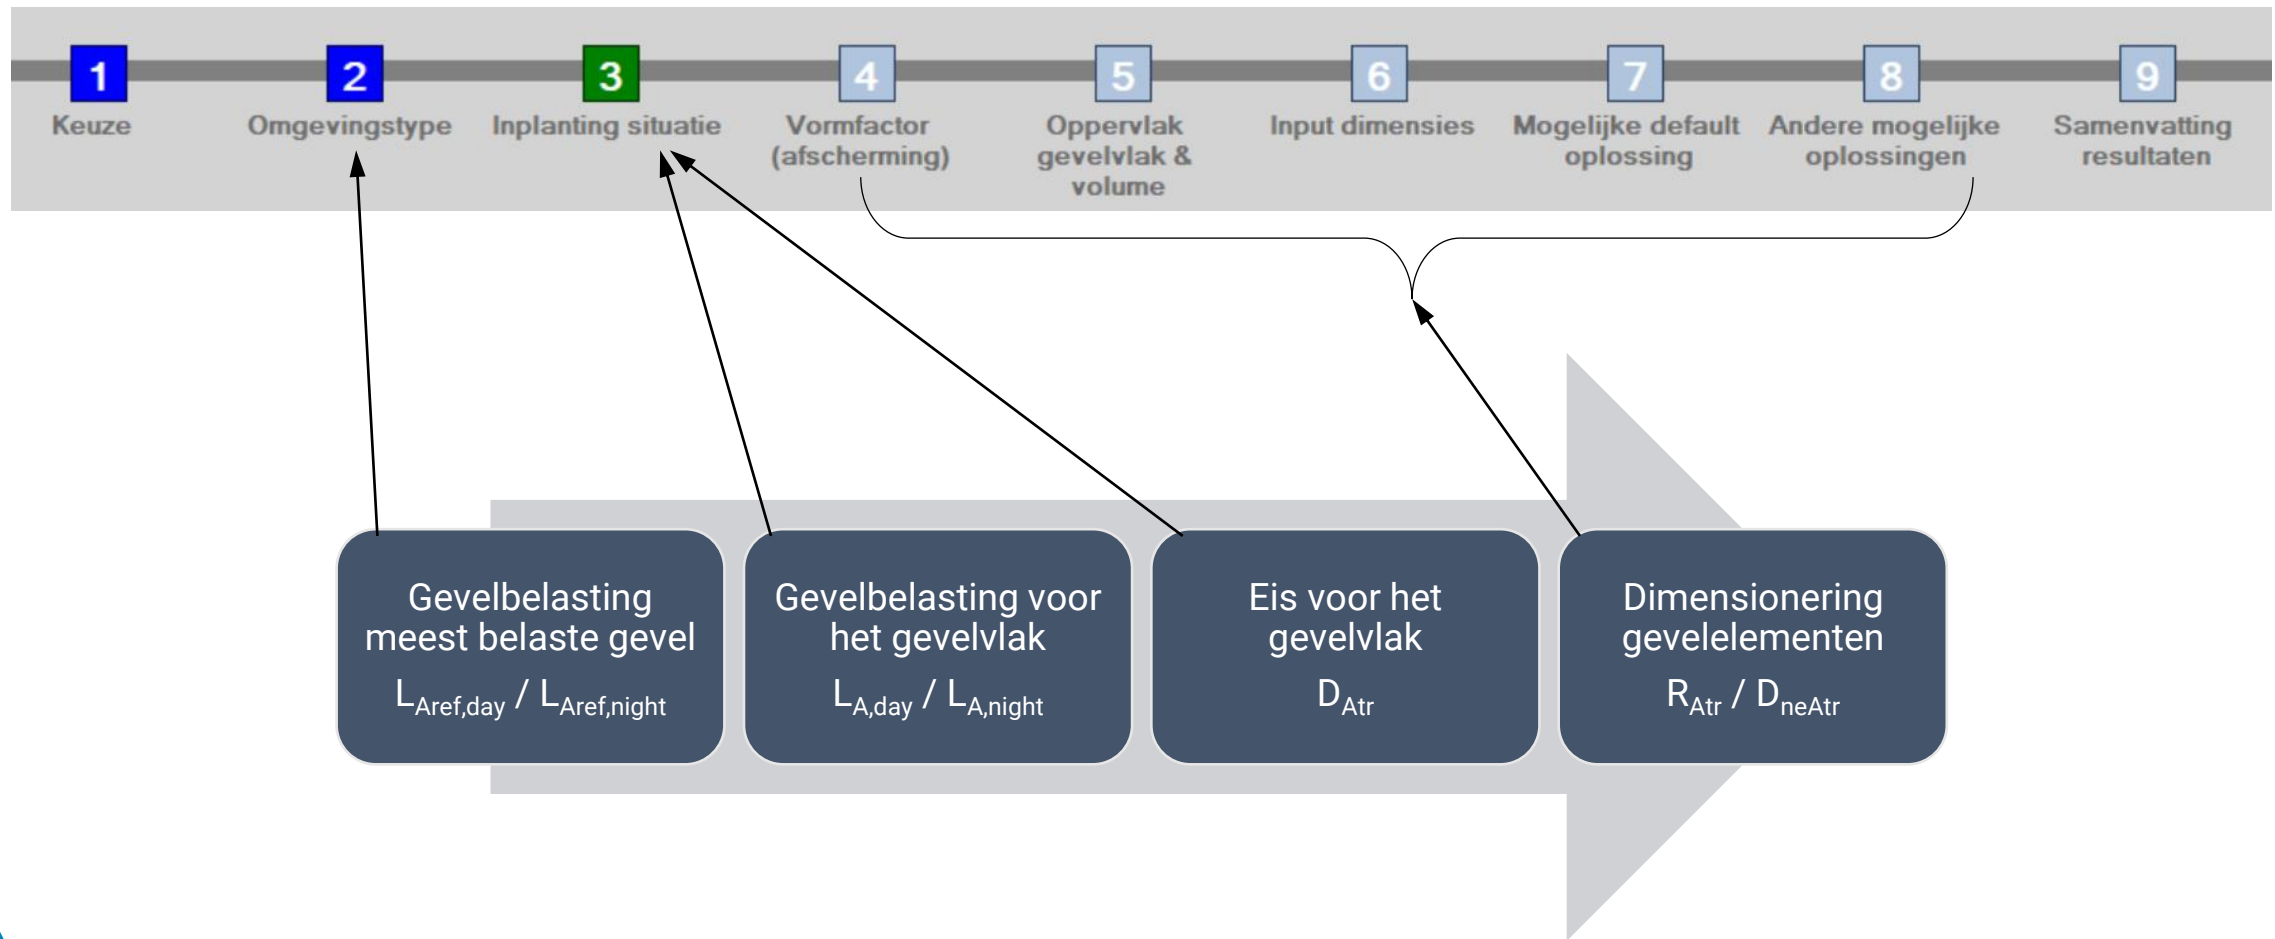 1 2 3 4 5 6 7 8 9
Keuze
Omgevingstype
Inplanting situatie
Vormfactor
(afscherming)
Oppervlak
gevelvlak &
volume
Input dimensies
Mogelijke default
oplossing
Andere mogelijke
oplossingen
Samenvatting
resultaten
Gevelbelasting
meest belaste gevel
LAref,day / LAref,night
Gevelbelasting voor
het gevelvlak
LA,day / LA,night
Eis voor het
gevelvlak
DAtr
Dimensionering
gevelelementen
RAtr / DneAtr